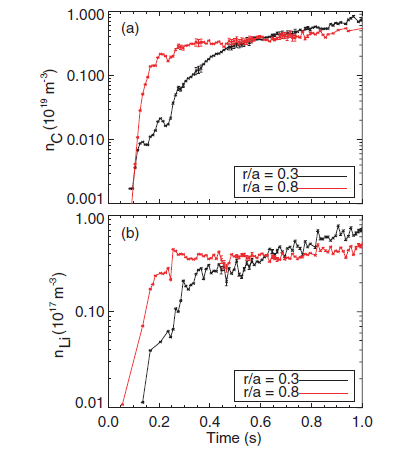 1.000
(a)
0.100
0.010
0.001
n_C (10^19 m^-3)
r/a = 0.3
r/a = 0.8
1.00
(b)
0.10
0.01
n_Li (10^17 m^-3)
r/a = 0.3
r/a = 0.8
0.0 0.2 0.4 0.6 0.8 1.0
Time (s)